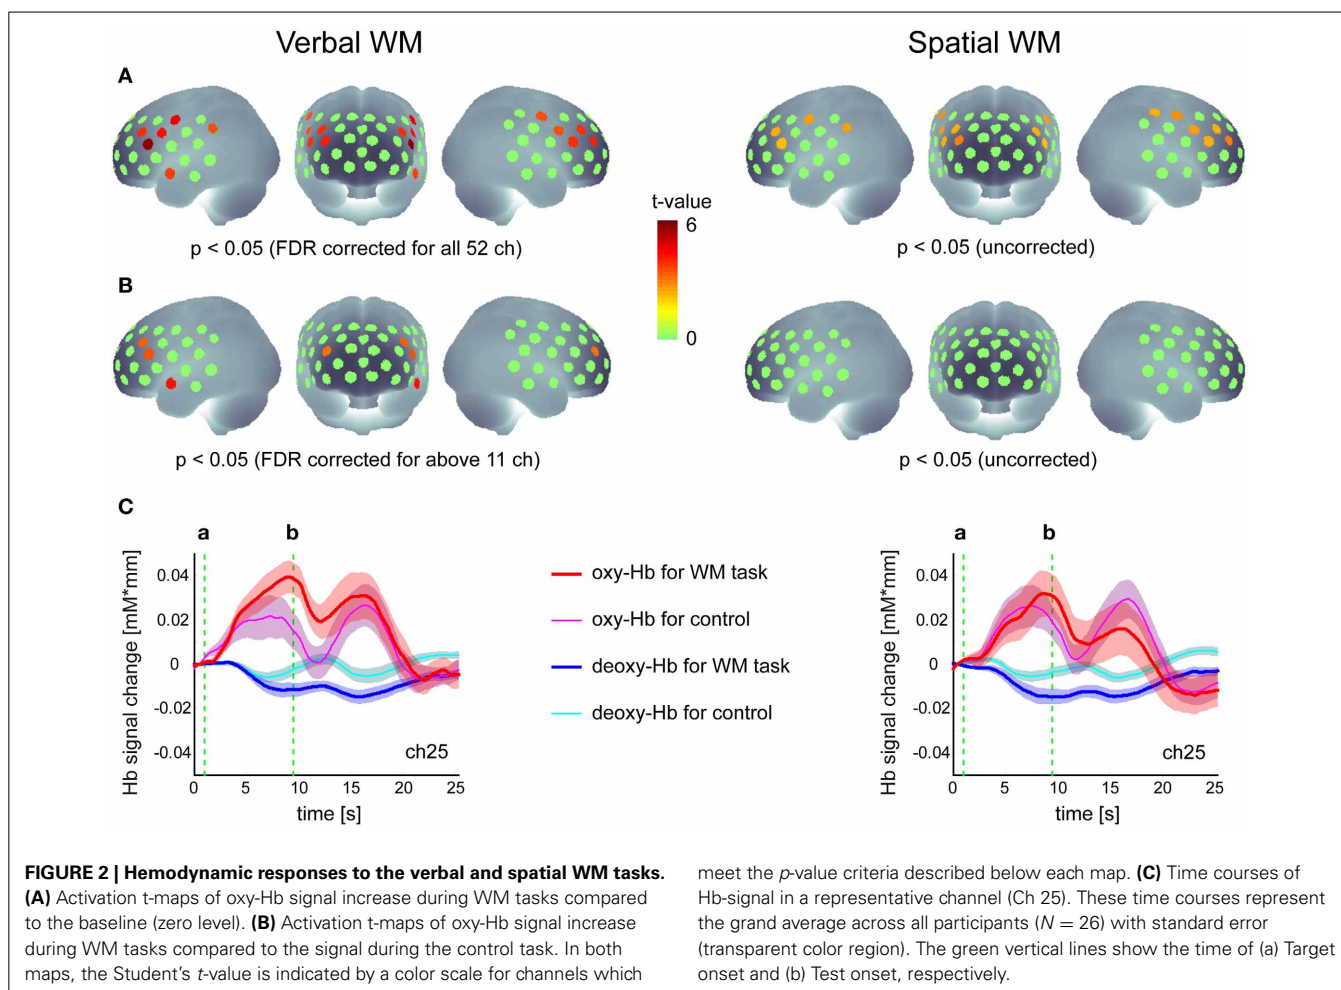 Verbal WM
Spatial WM
A
t-value
6
0
p < 0.05 (FDR corrected for all 52 ch)
p < 0.05 (uncorrected)
B
p < 0.05 (FDR corrected for above 11 ch)
p < 0.05 (uncorrected)
C
a
b
Hb signal change [mM*mm]
0.04
0.02
0
-0.02
-0.04
ch25
0
5
10
15
20
25
time [s]
oxy-Hb for WM task
oxy-Hb for control
deoxy-Hb for WM task
deoxy-Hb for control
a
b
Hb signal change [mM*mm]
0.04
0.02
0
-0.02
-0.04
ch25
0
5
10
15
20
25
time [s]
FIGURE 2 | Hemodynamic responses to the verbal and spatial WM tasks.
(A) Activation t-maps of oxy-Hb signal increase during WM tasks compared
to the baseline (zero level). (B) Activation t-maps of oxy-Hb signal increase
during WM tasks compared to the signal during the control task. In both
maps, the Student's t-value is indicated by a color scale for channels which
meet the p-value criteria described below each map. (C) Time courses of
Hb-signal in a representative channel (Ch 25). These time courses represent
the grand average across all participants (N = 26) with standard error
(transparent color region). The green vertical lines show the time of (a) Target
onset and (b) Test onset, respectively.